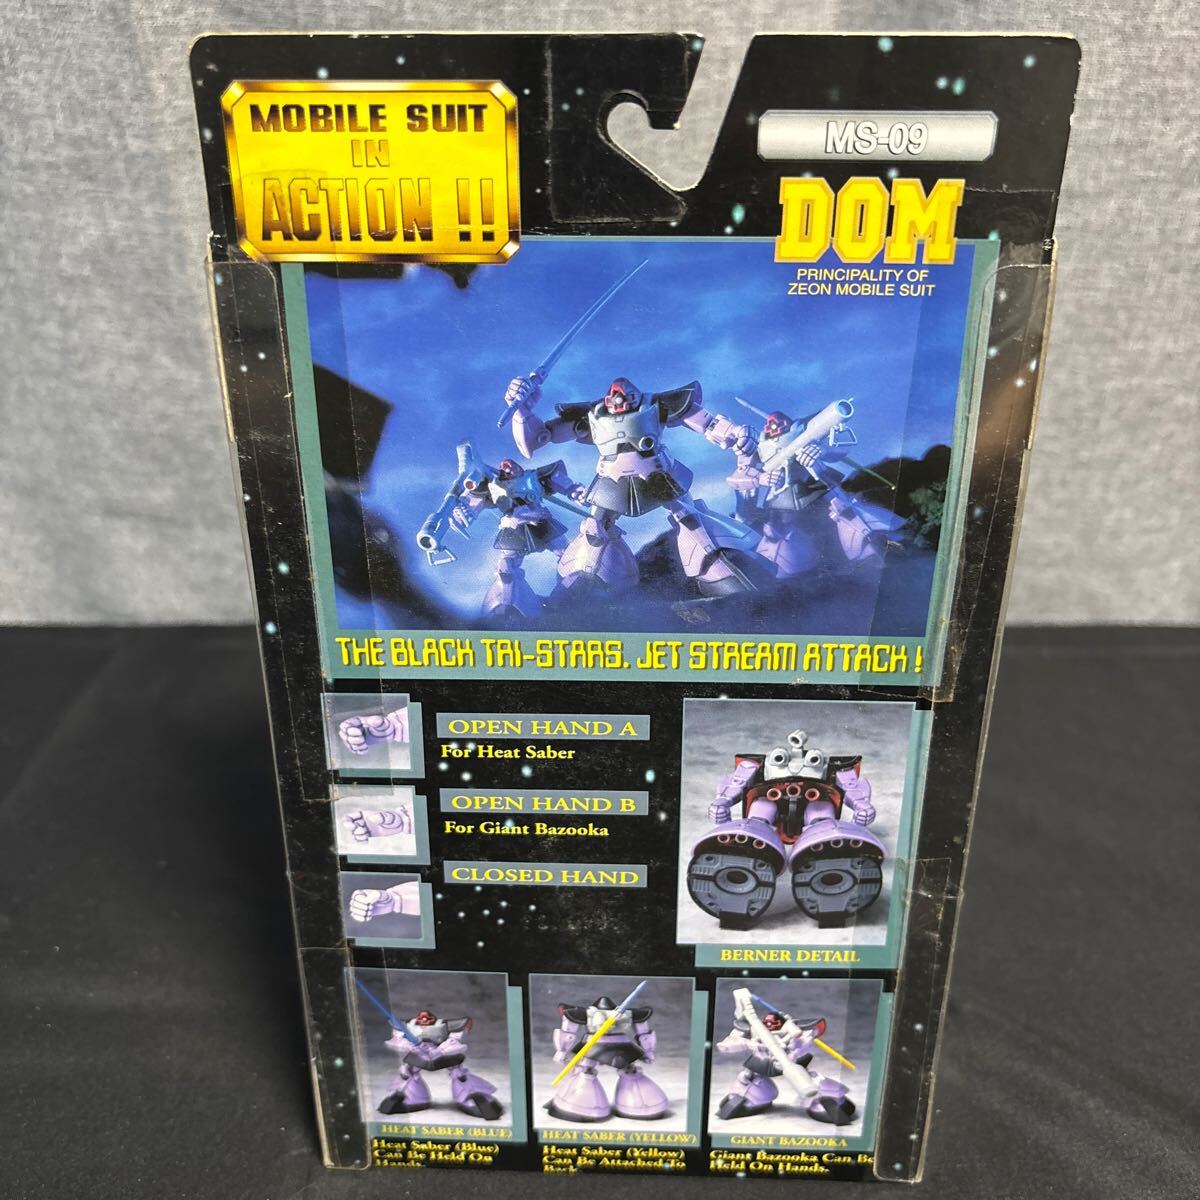 MOBILE SUIT
IN
ACTION !!
MS-09
DOM
PRINCIPALITY OF
ZEON MOBILE SUIT
THE BLACK TRI-STARS. JET STREAM ATTACK !
OPEN HAND A
For Heat Saber
OPEN HAND B
For Giant Bazooka
CLOSED HAND
BERNER DETAIL
HEAT SABER (BLUE)
Heat Saber (Blue)
Can Be Held On
Hands.
HEAT SABER (YELLOW)
Heat Saber (Yellow)
Can Be Attached To
Back.
GIANT BAZOOKA
Giant Bazooka Can Be
Held On Hands.